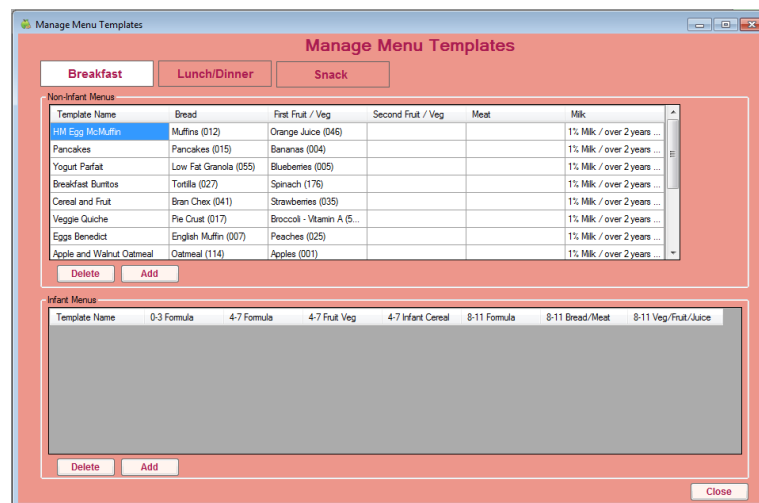 Manage Menu Templates
Manage Menu Templates
Breakfast Lunch/Dinner Snack
Non-Infant Menus
Template Name Bread First Fruit / Veg Second Fruit / Veg Meat Milk
HM Egg McMuffin Muffins (012) Orange Juice (046) 1% Milk / over 2 years ...
Pancakes Pancakes (015) Bananas (004) 1% Milk / over 2 years ...
Yogurt Parfait Low Fat Granola (055) Blueberries (005) 1% Milk / over 2 years ...
Breakfast Burritos Tortilla (027) Spinach (176) 1% Milk / over 2 years ...
Cereal and Fruit Bran Chex (041) Strawberries (035) 1% Milk / over 2 years ...
Veggie Quiche Pie Crust (017) Broccoli - Vitamin A (5... 1% Milk / over 2 years ...
Eggs Benedict English Muffin (007) Peaches (025) 1% Milk / over 2 years ...
Apple and Walnut Oatmeal Oatmeal (114) Apples (001) 1% Milk / over 2 years ...
Delete Add
Infant Menus
Template Name 0-3 Formula 4-7 Formula 4-7 Fruit Veg 4-7 Infant Cereal 8-11 Formula 8-11 Bread/Meat 8-11 Veg/Fruit/Juice
Delete Add
Close